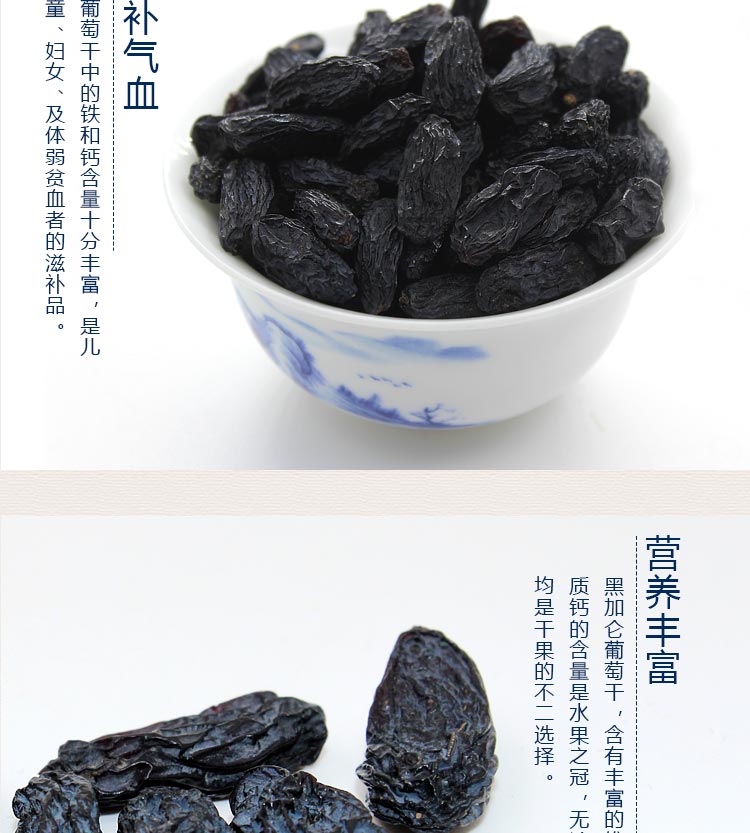 补气血
葡萄干中的铁和钙含量十分丰富，是儿
童、妇女、及体弱贫血者的滋补品。
营养丰富
黑加仑葡萄干，含有丰富的
质钙的含量是水果之冠，无
均是干果的不二选择。